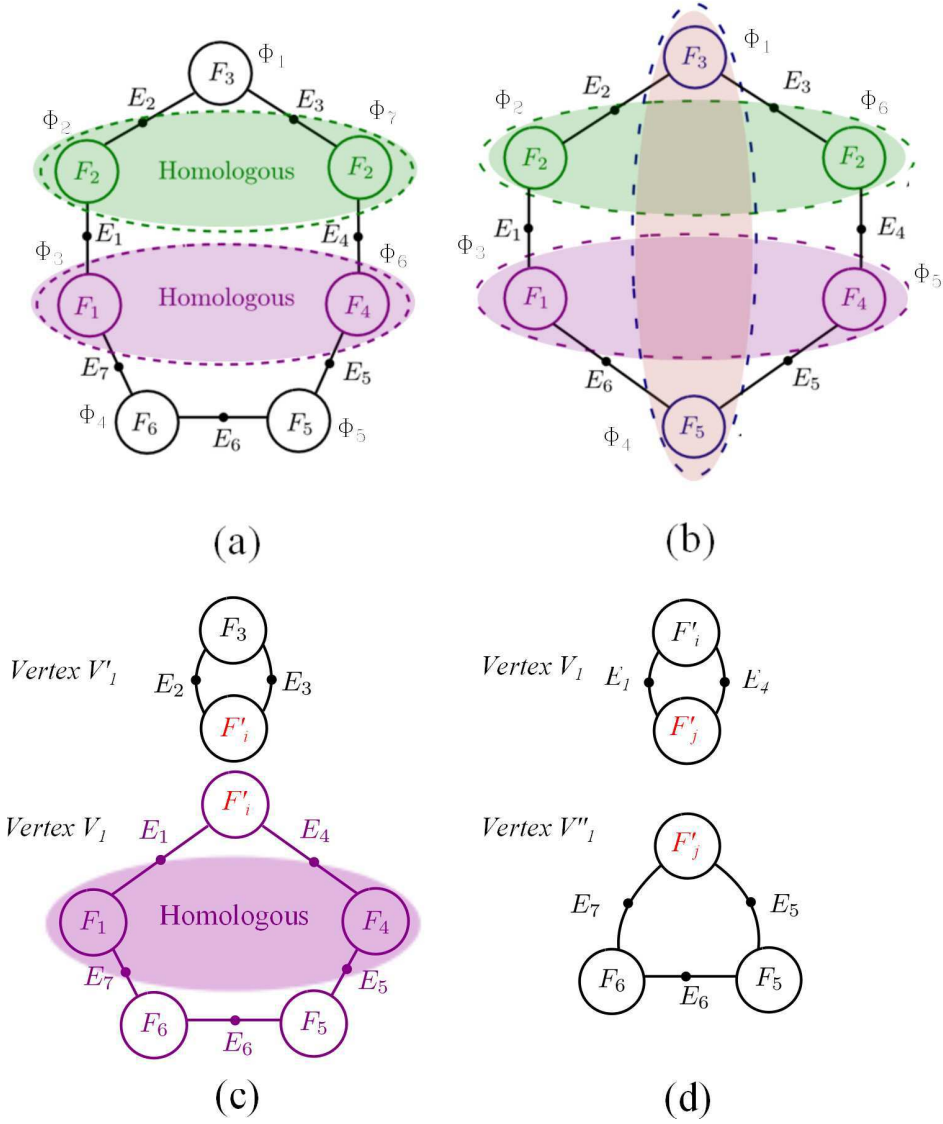 F3 Φ1
E2 E3
Φ2 Φ7
F2 Homologous F2
E1 E4
Φ3 Φ6
F1 Homologous F4
E7 E5
Φ4 F6 E6 F5 Φ5
(a)
Φ1
F3
E2 E3
Φ2 Φ6
F2 F2
E1 E4
Φ3 Φ5
F1 F4
E6 E5
Φ4 F5
(b)
F3
Vertex V'1 E2 E3
F'i
F'i
Vertex V1 E1 E4
F1 Homologous F4
E7 E5
F6 E6 F5
(c)
F'i
Vertex V1 E1 E4
F'j
Vertex V''1 F'j
E7 E5
F6 E6 F5
(d)